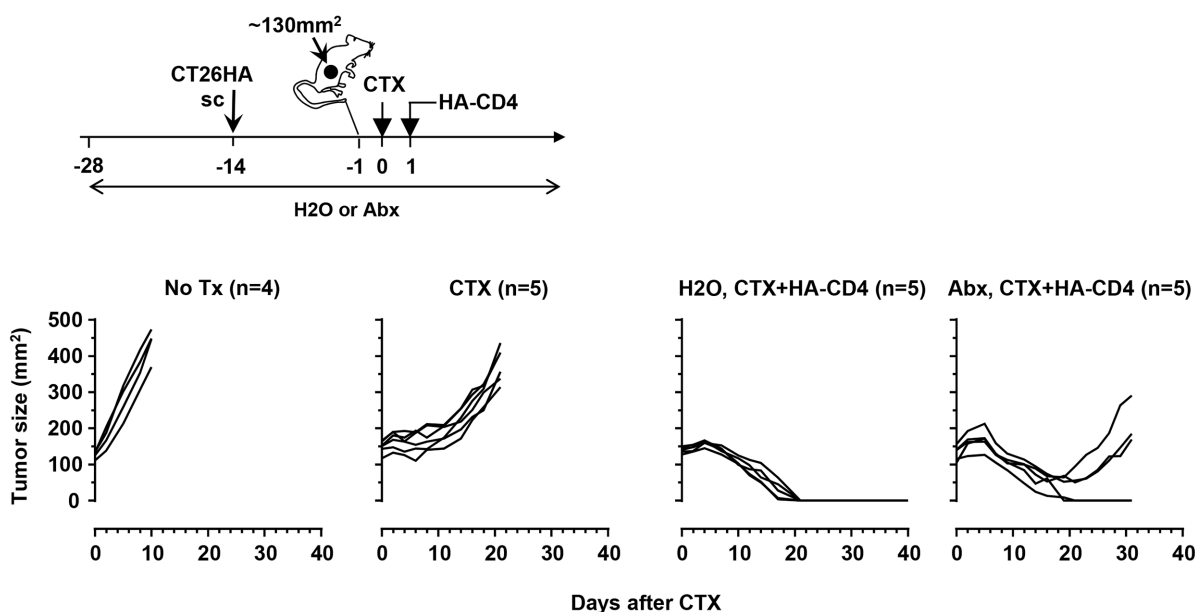 ~130mm²
CT26HA
sc
CTX
HA-CD4
-28 -14 -1 0 1
H2O or Abx
No Tx (n=4) CTX (n=5) H2O, CTX+HA-CD4 (n=5) Abx, CTX+HA-CD4 (n=5)
Tumor size (mm²)
500
400
300
200
100
0
0 10 20 30 40 0 10 20 30 40 0 10 20 30 40 0 10 20 30 40
Days after CTX